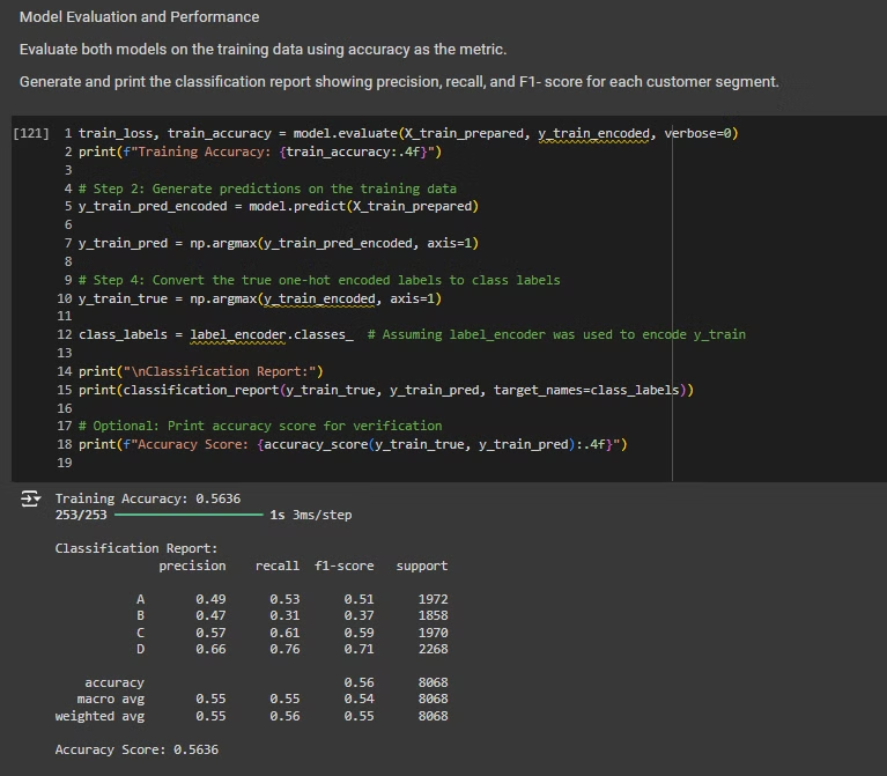 Model Evaluation and Performance
Evaluate both models on the training data using accuracy as the metric.
Generate and print the classification report showing precision, recall, and F1- score for each customer segment.
[121] 1 train_loss, train_accuracy = model.evaluate(X_train_prepared, y_train_encoded, verbose=0)
2 print(f"Training Accuracy: {train_accuracy:.4f}")
3
4 # Step 2: Generate predictions on the training data
5 y_train_pred_encoded = model.predict(X_train_prepared)
6
7 y_train_pred = np.argmax(y_train_pred_encoded, axis=1)
8
9 # Step 4: Convert the true one-hot encoded labels to class labels
10 y_train_true = np.argmax(y_train_encoded, axis=1)
11
12 class_labels = label_encoder.classes_  # Assuming label_encoder was used to encode y_train
13
14 print("\nClassification Report:")
15 print(classification_report(y_train_true, y_train_pred, target_names=class_labels))
16
17 # Optional: Print accuracy score for verification
18 print(f"Accuracy Score: {accuracy_score(y_train_true, y_train_pred):.4f}")
19
Training Accuracy: 0.5636
253/253 1s 3ms/step
Classification Report:
precision recall f1-score support
A 0.49 0.53 0.51 1972
B 0.47 0.31 0.37 1858
C 0.57 0.61 0.59 1970
D 0.66 0.76 0.71 2268
accuracy 0.56 8068
macro avg 0.55 0.55 0.54 8068
weighted avg 0.55 0.56 0.55 8068
Accuracy Score: 0.5636